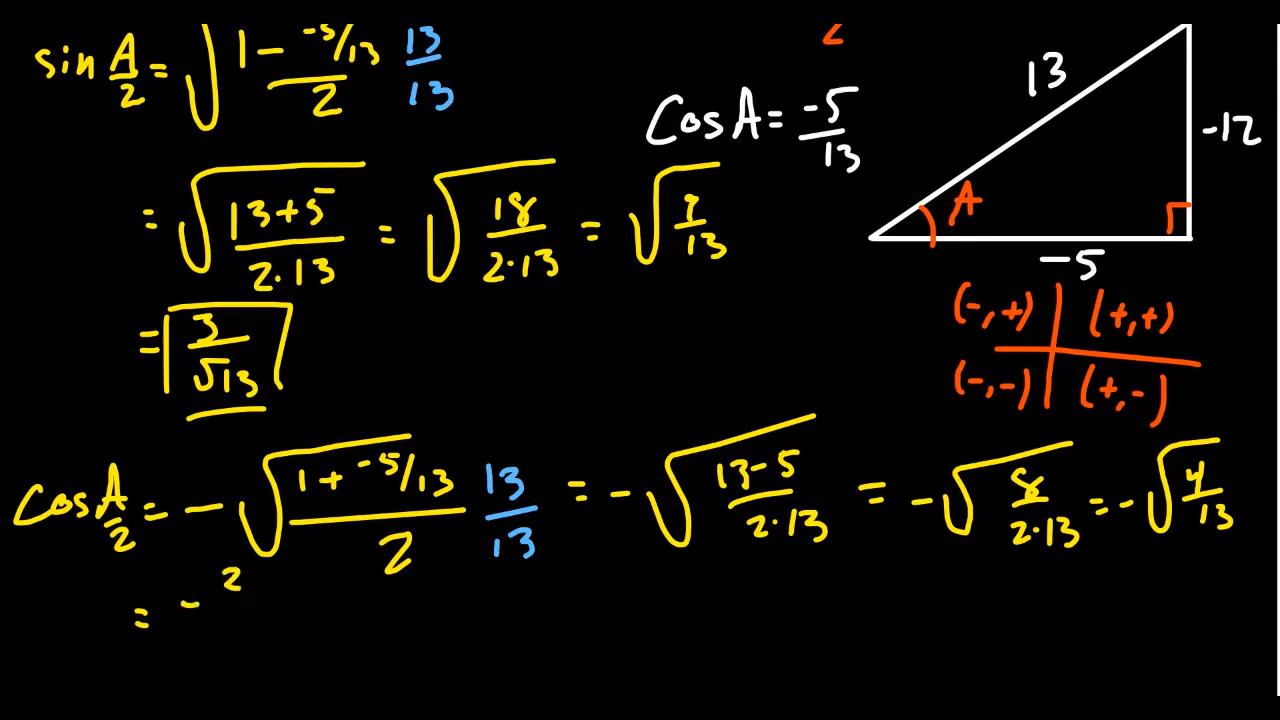 sin A/2 = √((1 - -5/13)/2) 13/13
Cos A = -5/13
13
-12
A
-5
= √((13+5)/(2·13)) = √(18/(2·13)) = √(9/13)
= 3/√13
(-,+) (+,+)
(-,-) (+,-)
Cos A/2 = -√((1 + -5/13)/2) 13/13 = -√((13-5)/(2·13)) = -√(8/(2·13)) = -√(4/13)
= - 2